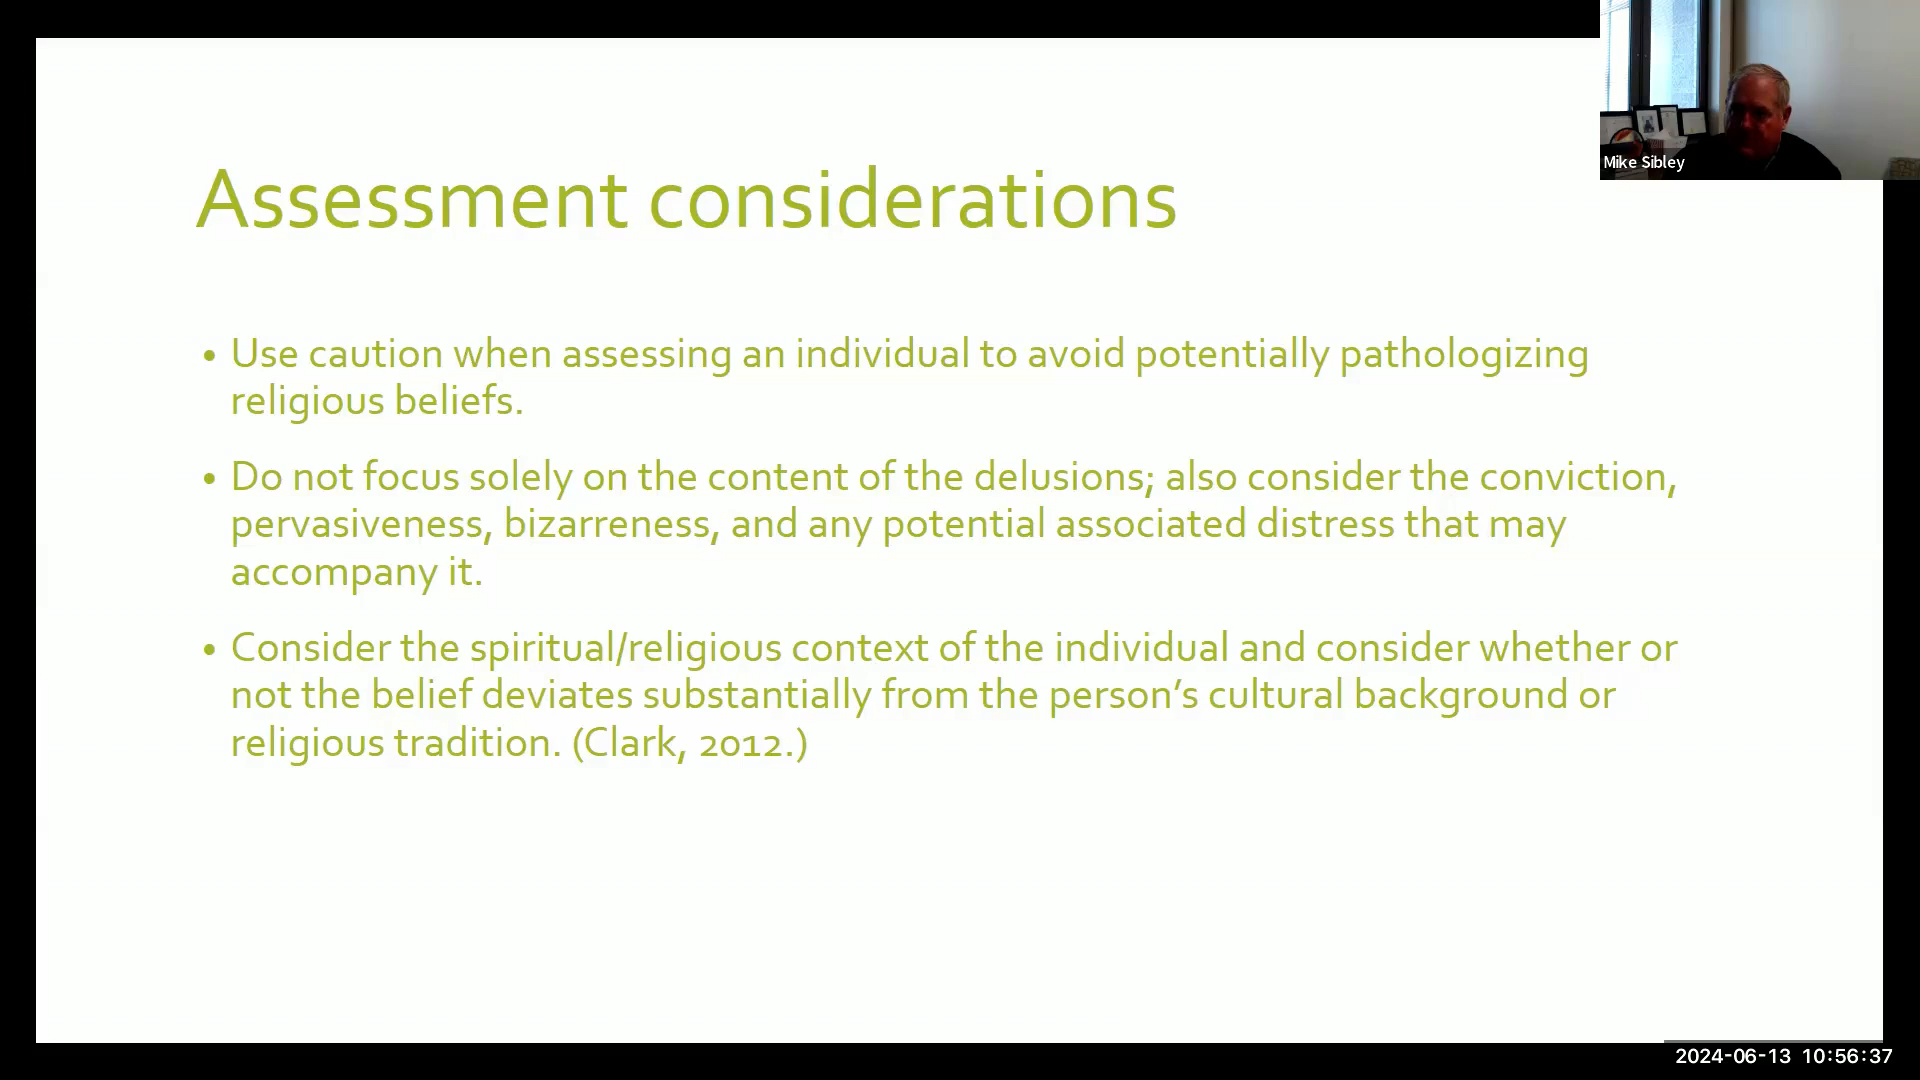 Mike Sibley
Assessment considerations
• Use caution when assessing an individual to avoid potentially pathologizing
religious beliefs.
• Do not focus solely on the content of the delusions; also consider the conviction,
pervasiveness, bizarreness, and any potential associated distress that may
accompany it.
• Consider the spiritual/religious context of the individual and consider whether or
not the belief deviates substantially from the person’s cultural background or
religious tradition. (Clark, 2012.)
2024-06-13 10:56:37